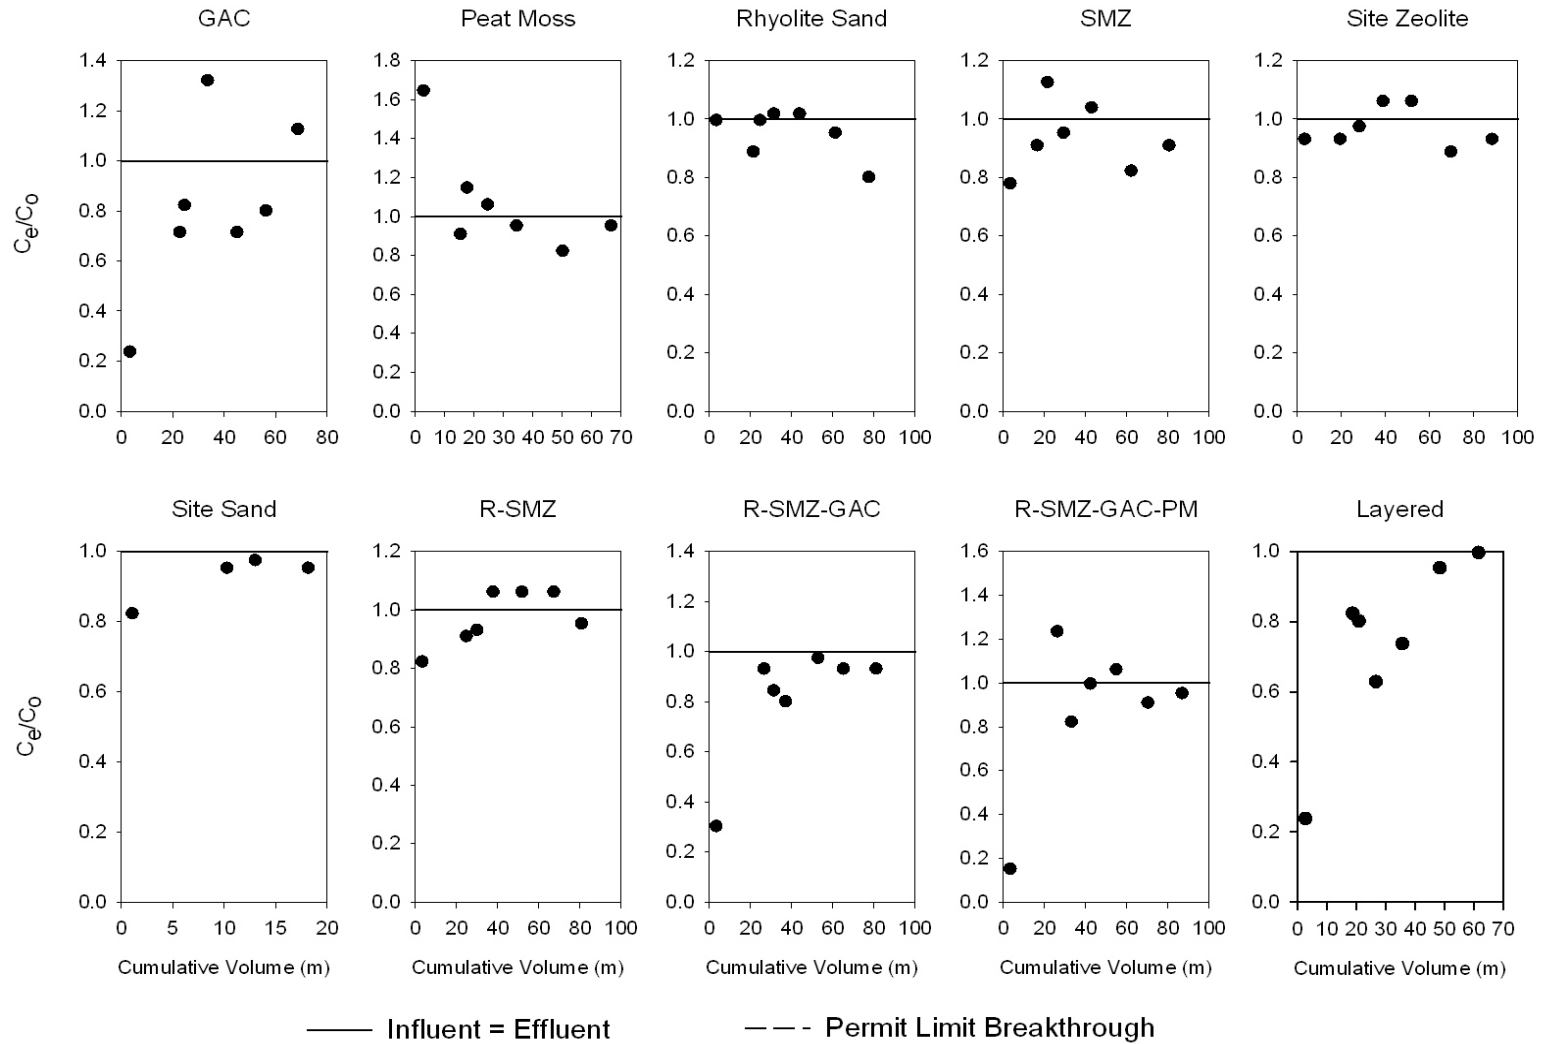 GAC Peat Moss Rhyolite Sand SMZ Site Zeolite
1.4 1.8 1.2 1.2 1.2
1.2 1.6 1.0 1.0 1.0
1.0 1.4 0.8 0.8 0.8
0.8 1.2 0.6 0.6 0.6
0.6 1.0 0.4 0.4 0.4
0.4 0.8 0.2 0.2 0.2
0.2 0.6 0.0 0.0 0.0
0.0 0.4
0.2
0.0
Ce/Co
0 20 40 60 80 0 10 20 30 40 50 60 70 0 20 40 60 80 100 0 20 40 60 80 100 0 20 40 60 80 100
Site Sand R-SMZ R-SMZ-GAC R-SMZ-GAC-PM Layered
1.0 1.2 1.4 1.6 1.0
0.8 1.0 1.2 1.4 0.8
0.6 0.8 1.0 1.2 0.6
0.4 0.6 0.8 1.0 0.4
0.2 0.4 0.6 0.8 0.2
0.0 0.2 0.4 0.6 0.0
0.0 0.2 0.4
0.0 0.2
0.0
Ce/Co
0 5 10 15 20 0 20 40 60 80 100 0 20 40 60 80 100 0 20 40 60 80 100 0 10 20 30 40 50 60 70
Cumulative Volume (m) Cumulative Volume (m) Cumulative Volume (m) Cumulative Volume (m) Cumulative Volume (m)
Influent = Effluent Permit Limit Breakthrough